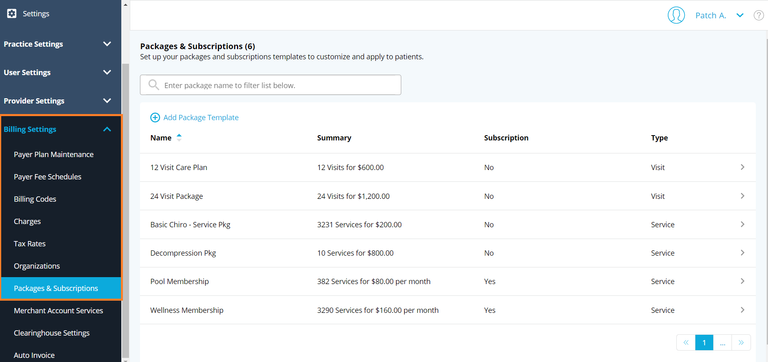 Settings
Patch A.
?
Practice Settings
User Settings
Provider Settings
Billing Settings
Payer Plan Maintenance
Payer Fee Schedules
Billing Codes
Charges
Tax Rates
Organizations
Packages & Subscriptions
Merchant Account Services
Clearinghouse Settings
Auto Invoice
Packages & Subscriptions (6)
Set up your packages and subscriptions templates to customize and apply to patients.
Enter package name to filter list below.
Add Package Template
Name Summary Subscription Type
12 Visit Care Plan 12 Visits for $600.00 No Visit
24 Visit Package 24 Visits for $1,200.00 No Visit
Basic Chiro - Service Pkg 3231 Services for $200.00 No Service
Decompression Pkg 10 Services for $800.00 No Service
Pool Membership 382 Services for $80.00 per month Yes Service
Wellness Membership 3290 Services for $160.00 per month Yes Service
« 1 ... »